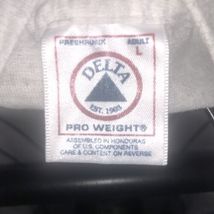 PRESHRUNK ADULT
L
DELTA
EST. 1903
PRO WEIGHT®
ASSEMBLED IN HONDURAS
OF U.S. COMPONENTS
CARE & CONTENT ON REVERSE